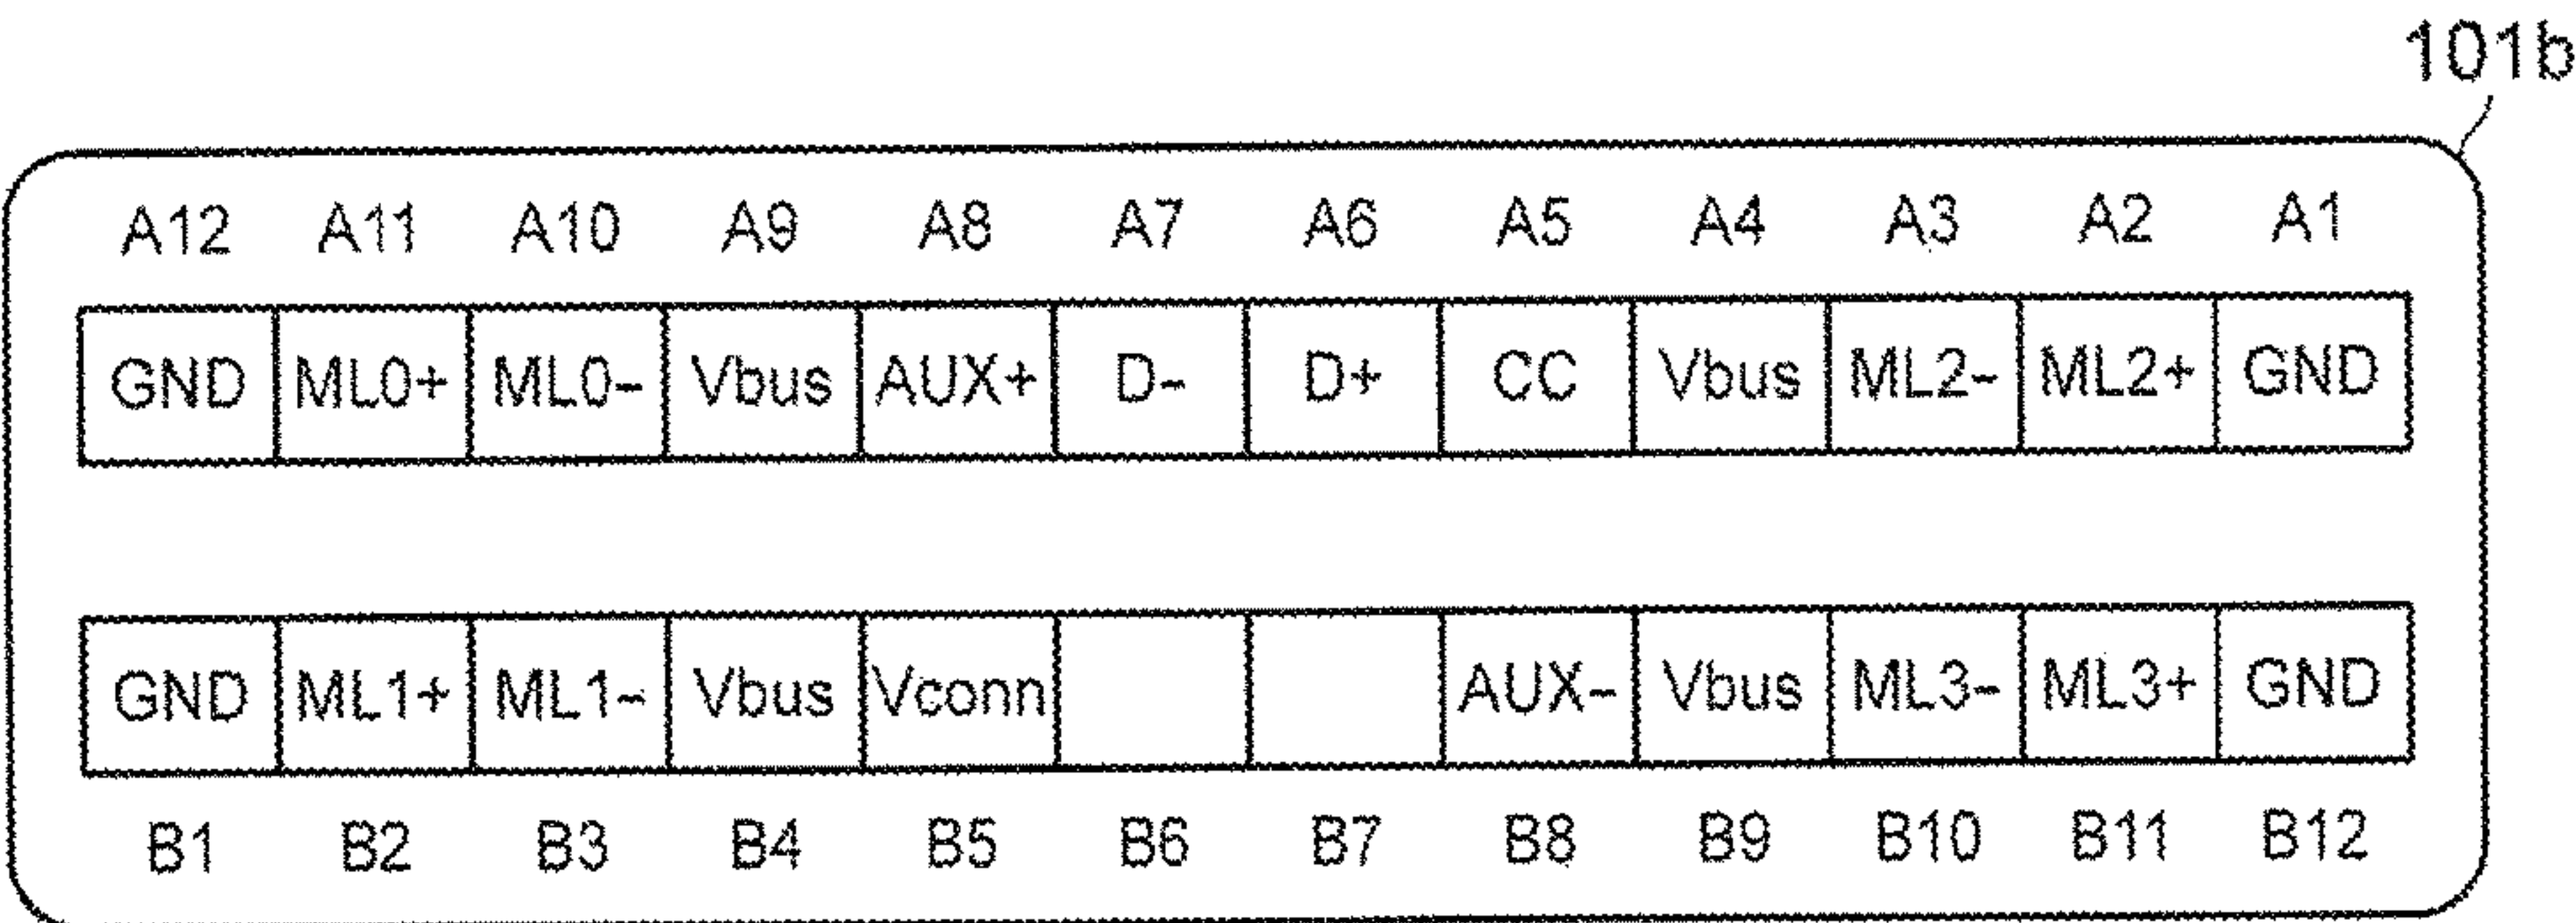 101b
A12 A11 A10 A9 A8 A7 A6 A5 A4 A3 A2 A1
GND ML0+ ML0- Vbus AUX+ D- D+ CC Vbus ML2- ML2+ GND
GND ML1+ ML1- Vbus Vconn AUX- Vbus ML3- ML3+ GND
B1 B2 B3 B4 B5 B6 B7 B8 B9 B10 B11 B12